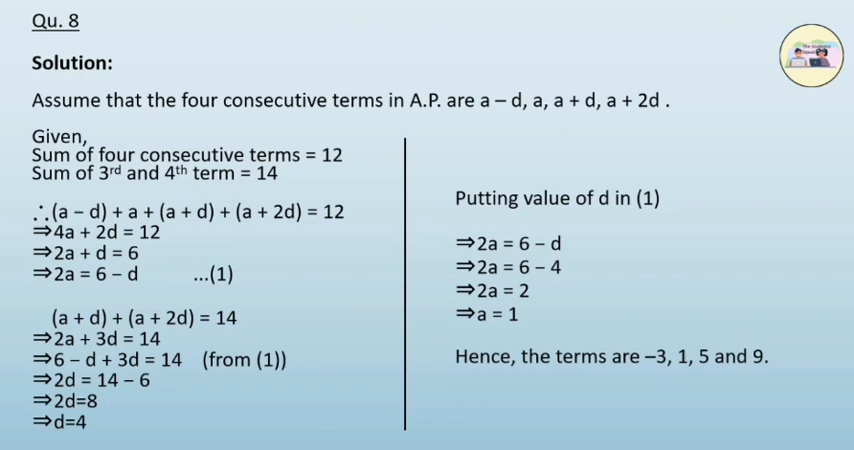 Qu. 8
Solution:
Assume that the four consecutive terms in A.P. are a – d, a, a + d, a + 2d .
Given,
Sum of four consecutive terms = 12
Sum of 3rd and 4th term = 14
∴(a – d) + a + (a + d) + (a + 2d) = 12
⇒4a + 2d = 12
⇒2a + d = 6
⇒2a = 6 – d ...(1)
(a + d) + (a + 2d) = 14
⇒2a + 3d = 14
⇒6 – d + 3d = 14 (from (1))
⇒2d = 14 – 6
⇒2d=8
⇒d=4
Putting value of d in (1)
⇒2a = 6 – d
⇒2a = 6 – 4
⇒2a = 2
⇒a = 1
Hence, the terms are –3, 1, 5 and 9.